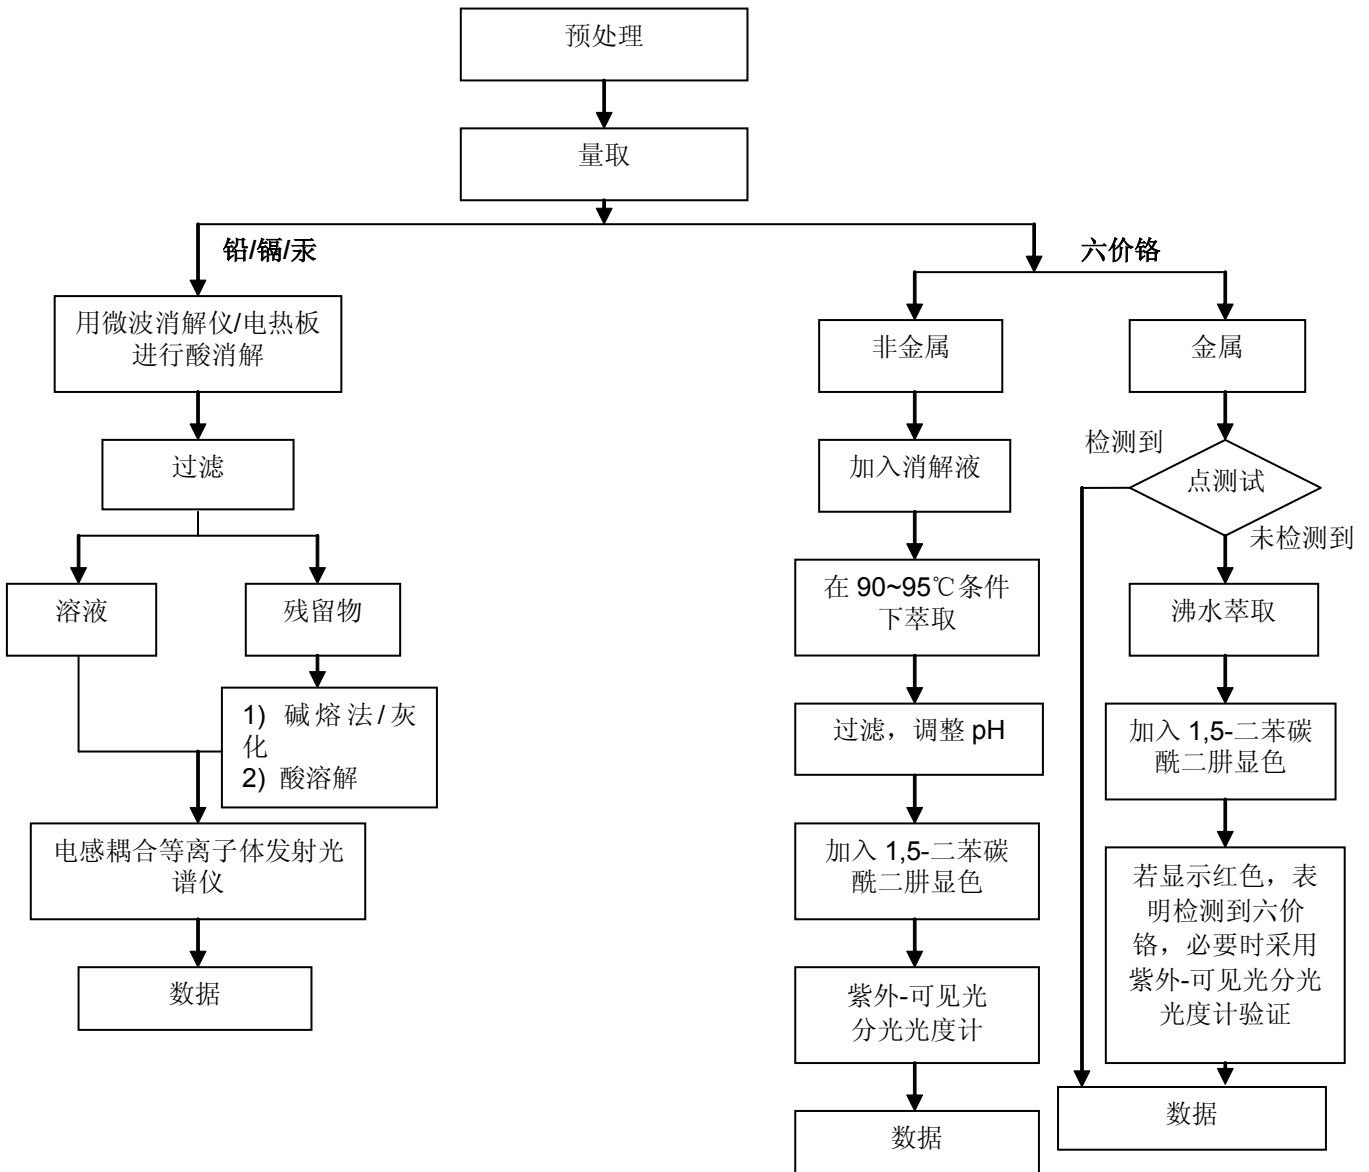 预处理
量取
铅/镉/汞
六价铬
用微波消解仪/电热板
进行酸消解
过滤
溶液
残留物
1) 碱熔法/灰
化
2) 酸溶解
电感耦合等离子体发射光
谱仪
数据
非金属
加入消解液
在 90~95℃条件
下萃取
过滤，调整 pH
加入 1,5-二苯碳
酰二肼显色
紫外-可见光
分光光度计
数据
金属
检测到
点测试
未检测到
沸水萃取
加入 1,5-二苯碳
酰二肼显色
若显示红色，表
明检测到六价
铬，必要时采用
紫外-可见光分光
光度计验证
数据